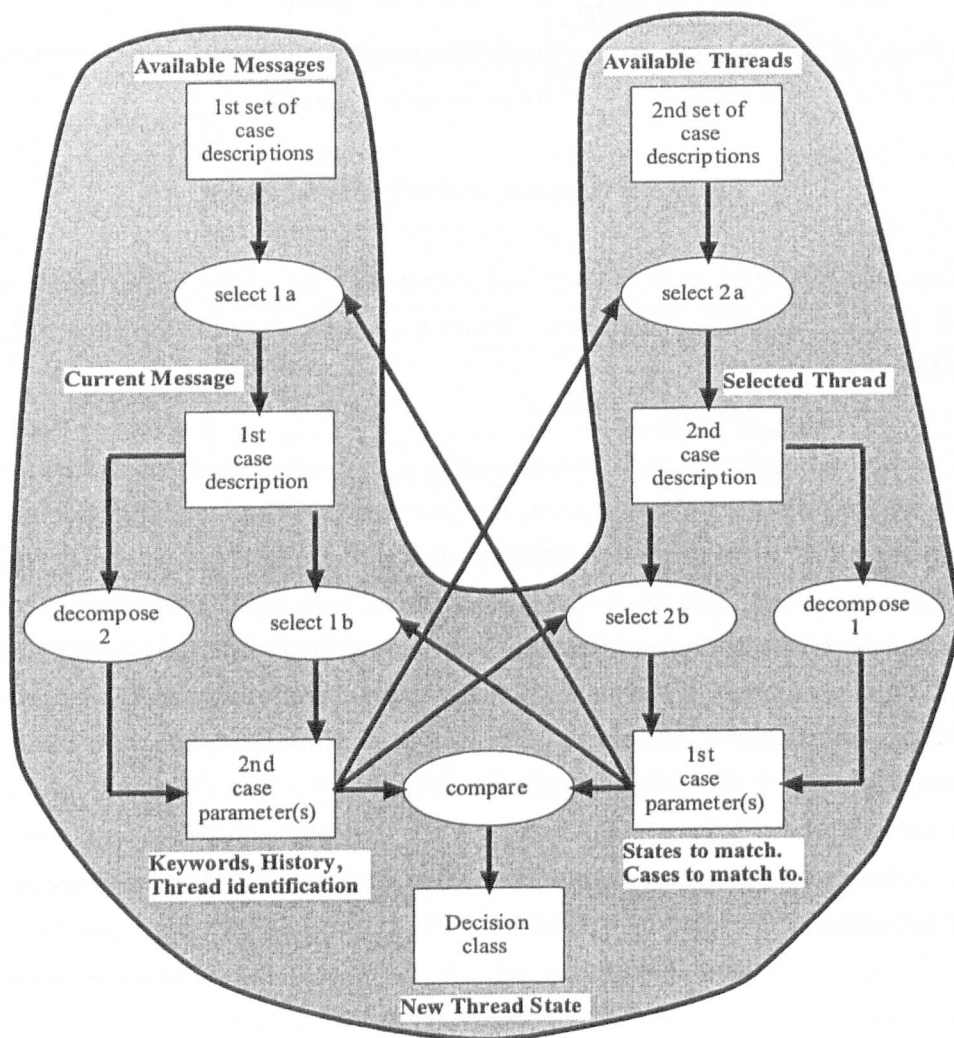 Available Messages
1st set of
case
descriptions
select 1a
Current Message
1st
case
description
decompose
2
select 1b
2nd
case
parameter(s)
Keywords, History,
Thread identification
Available Threads
2nd set of
case
descriptions
select 2a
Selected Thread
2nd
case
description
select 2b
decompose
1
1st
case
parameter(s)
States to match.
Cases to match to.
compare
Decision
class
New Thread State